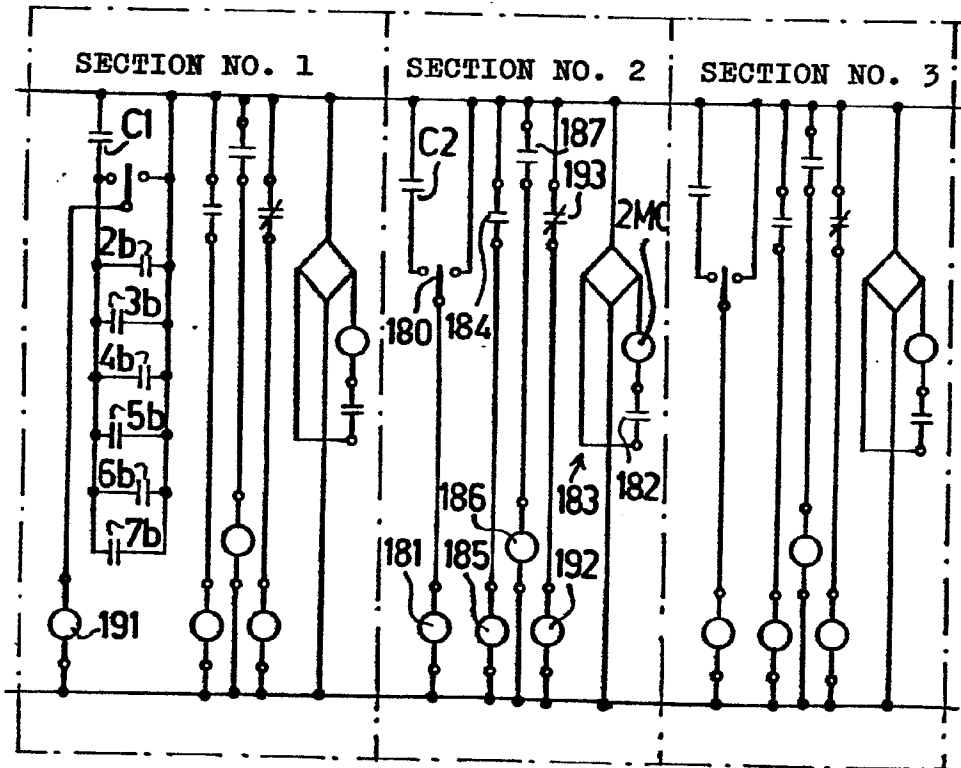 SECTION NO. 1
SECTION NO. 2
SECTION NO. 3
C1
C2
187
193
2MC
2b
3b
4b
5b
6b
7b
180
184
182
183
186
181
185
192
191